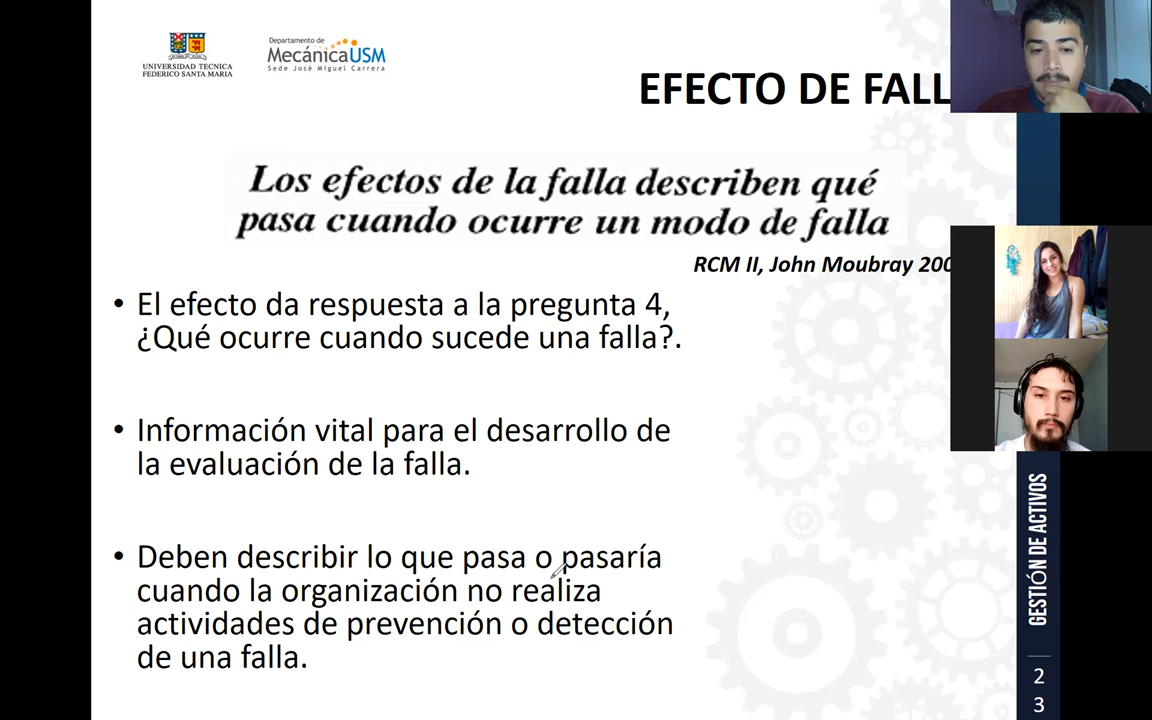 UNIVERSIDAD TECNICA
FEDERICO SANTA MARIA
Departamento de
MecánicaUSM
Sede José Miguel Carrera
EFECTO DE FALL
Los efectos de la falla describen qué
pasa cuando ocurre un modo de falla
RCM II, John Moubray 200
• El efecto da respuesta a la pregunta 4,
¿Qué ocurre cuando sucede una falla?.
• Información vital para el desarrollo de
la evaluación de la falla.
• Deben describir lo que pasa o pasaría
cuando la organización no realiza
actividades de prevención o detección
de una falla.
GESTIÓN DE ACTIVOS
2
3